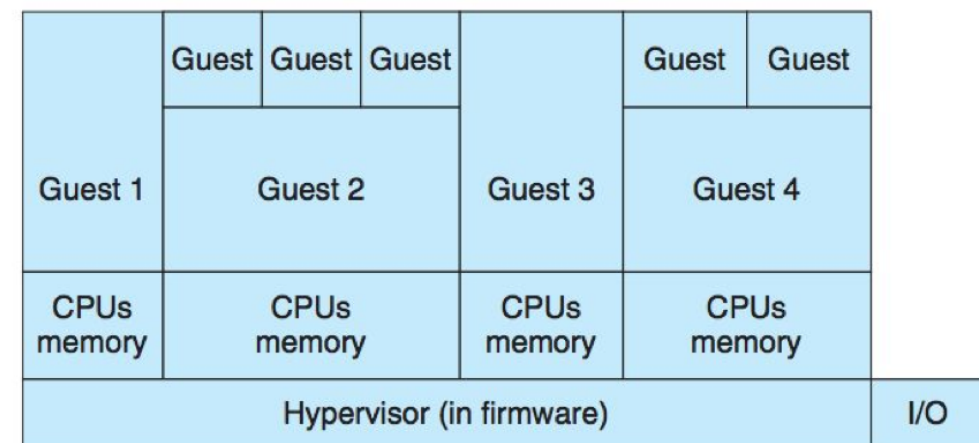 Guest Guest Guest
Guest Guest
Guest 1
Guest 2
Guest 3
Guest 4
CPUs
memory
CPUs
memory
CPUs
memory
CPUs
memory
Hypervisor (in firmware)
I/O